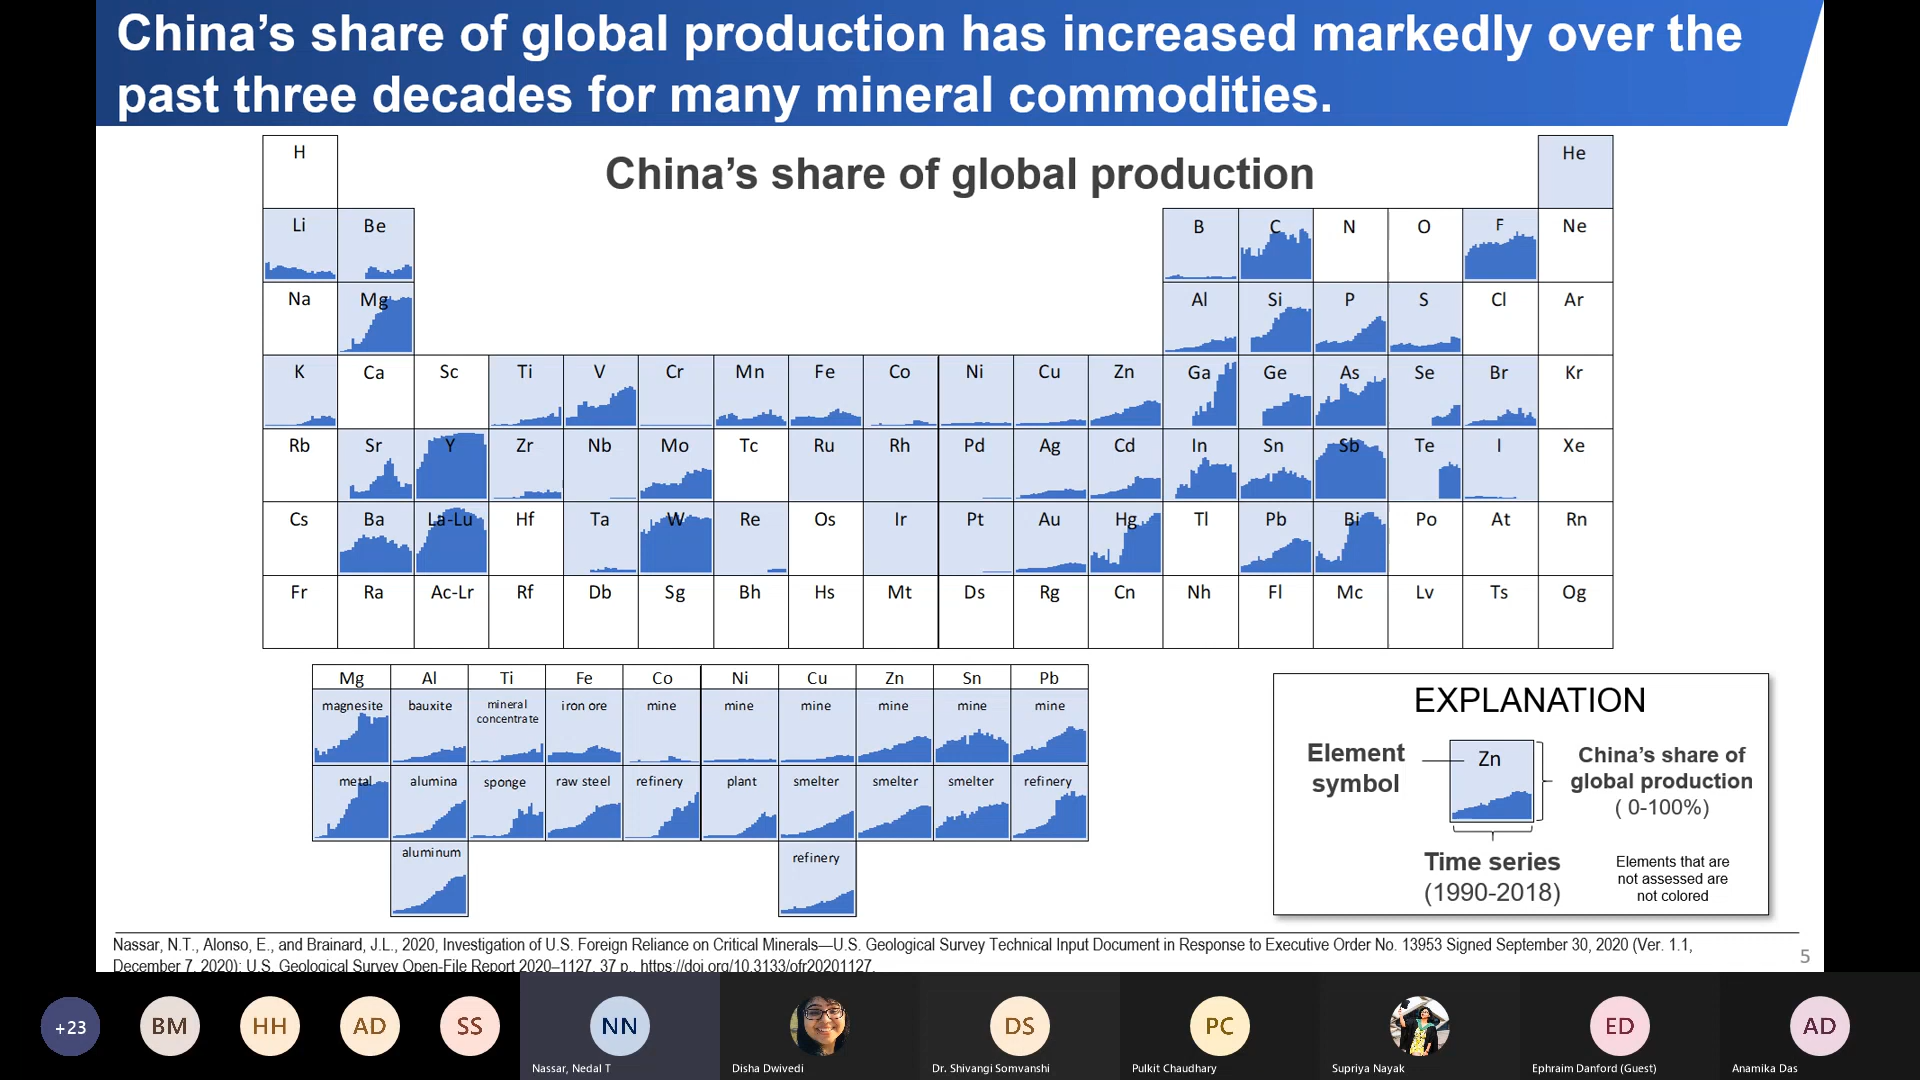 China’s share of global production has increased markedly over the
past three decades for many mineral commodities.
China’s share of global production
H He
Li Be B C N O F Ne
Na Mg Al Si P S Cl Ar
K Ca Sc Ti V Cr Mn Fe Co Ni Cu Zn Ga Ge As Se Br Kr
Rb Sr Y Zr Nb Mo Tc Ru Rh Pd Ag Cd In Sn Sb Te I Xe
Cs Ba La-Lu Hf Ta W Re Os Ir Pt Au Hg Tl Pb Bi Po At Rn
Fr Ra Ac-Lr Rf Db Sg Bh Hs Mt Ds Rg Cn Nh Fl Mc Lv Ts Og
Mg Al Ti Fe Co Ni Cu Zn Sn Pb
magnesite bauxite mineral concentrate iron ore mine mine mine mine mine mine
metal alumina sponge raw steel refinery plant smelter smelter smelter refinery
aluminum refinery
EXPLANATION
Element
symbol
Zn
China’s share of
global production
( 0-100%)
Time series
(1990-2018)
Elements that are
not assessed are
not colored
Nassar, N.T., Alonso, E., and Brainard, J.L., 2020, Investigation of U.S. Foreign Reliance on Critical Minerals—U.S. Geological Survey Technical Input Document in Response to Executive Order No. 13953 Signed September 30, 2020 (Ver. 1.1,
December 7, 2020): U.S. Geological Survey Open-File Report 2020–1127, 37 p., https://doi.org/10.3133/ofr20201127.
5
+23 BM HH AD SS NN DS PC ED AD
Nassar, Nedal T Disha Dwivedi Dr. Shivangi Somvanshi Pulkit Chaudhary Supriya Nayak Ephraim Danford (Guest) Anamika Das